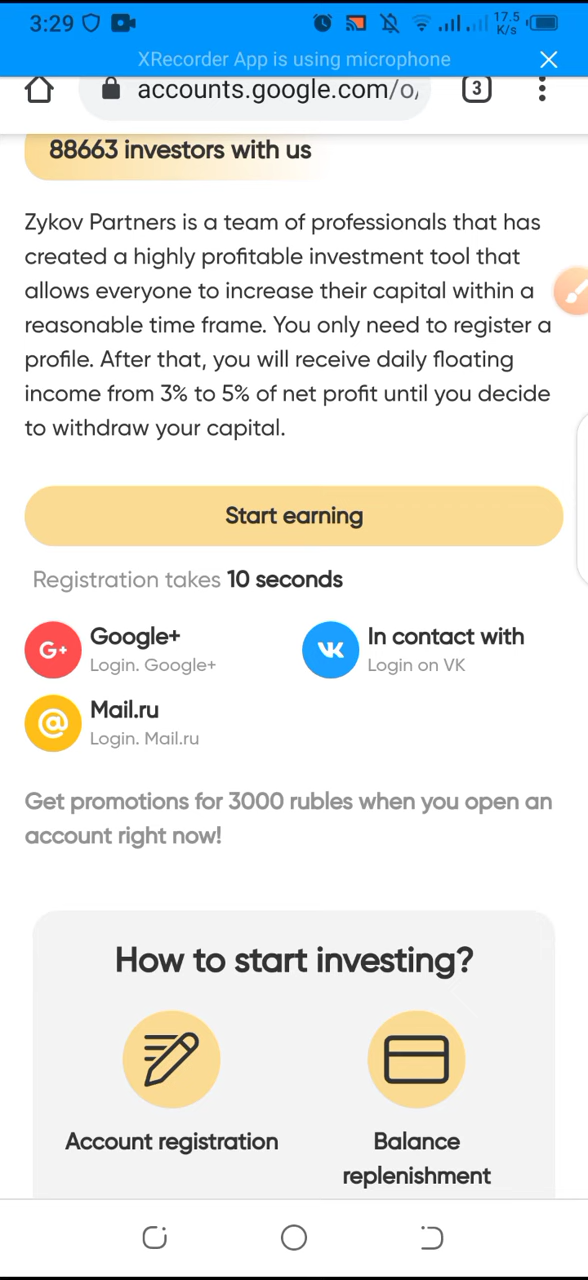 3:29
17.5
K/s
XRecorder App is using microphone
accounts.google.com/o/
3
88663 investors with us
Zykov Partners is a team of professionals that has
created a highly profitable investment tool that
allows everyone to increase their capital within a
reasonable time frame. You only need to register a
profile. After that, you will receive daily floating
income from 3% to 5% of net profit until you decide
to withdraw your capital.
Start earning
Registration takes 10 seconds
G+
Google+
Login. Google+
VK
In contact with
Login on VK
@
Mail.ru
Login. Mail.ru
Get promotions for 3000 rubles when you open an
account right now!
How to start investing?
Account registration
Balance
replenishment